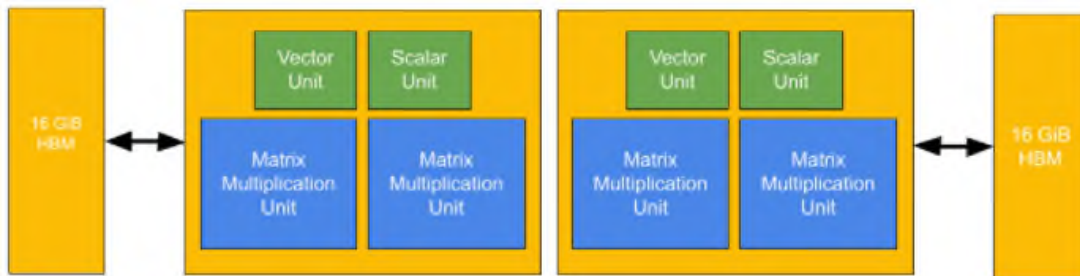 16 GiB
HBM
Vector
Unit
Scalar
Unit
Matrix
Multiplication
Unit
Matrix
Multiplication
Unit
Vector
Unit
Scalar
Unit
Matrix
Multiplication
Unit
Matrix
Multiplication
Unit
16 GiB
HBM